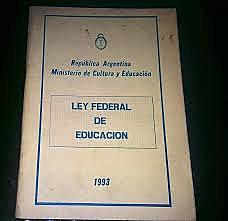 República Argentina
Ministerio de Cultura y Educación
LEY FEDERAL
DE
EDUCACION
1993